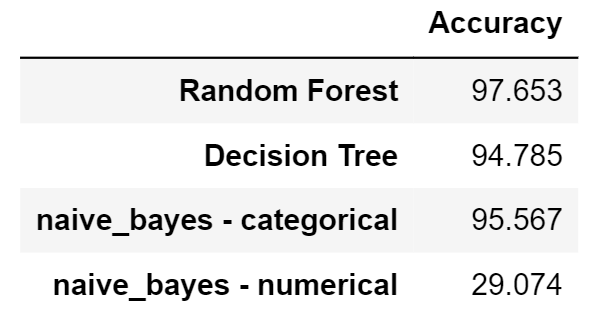 Accuracy
Random Forest 97.653
Decision Tree 94.785
naive_bayes - categorical 95.567
naive_bayes - numerical 29.074